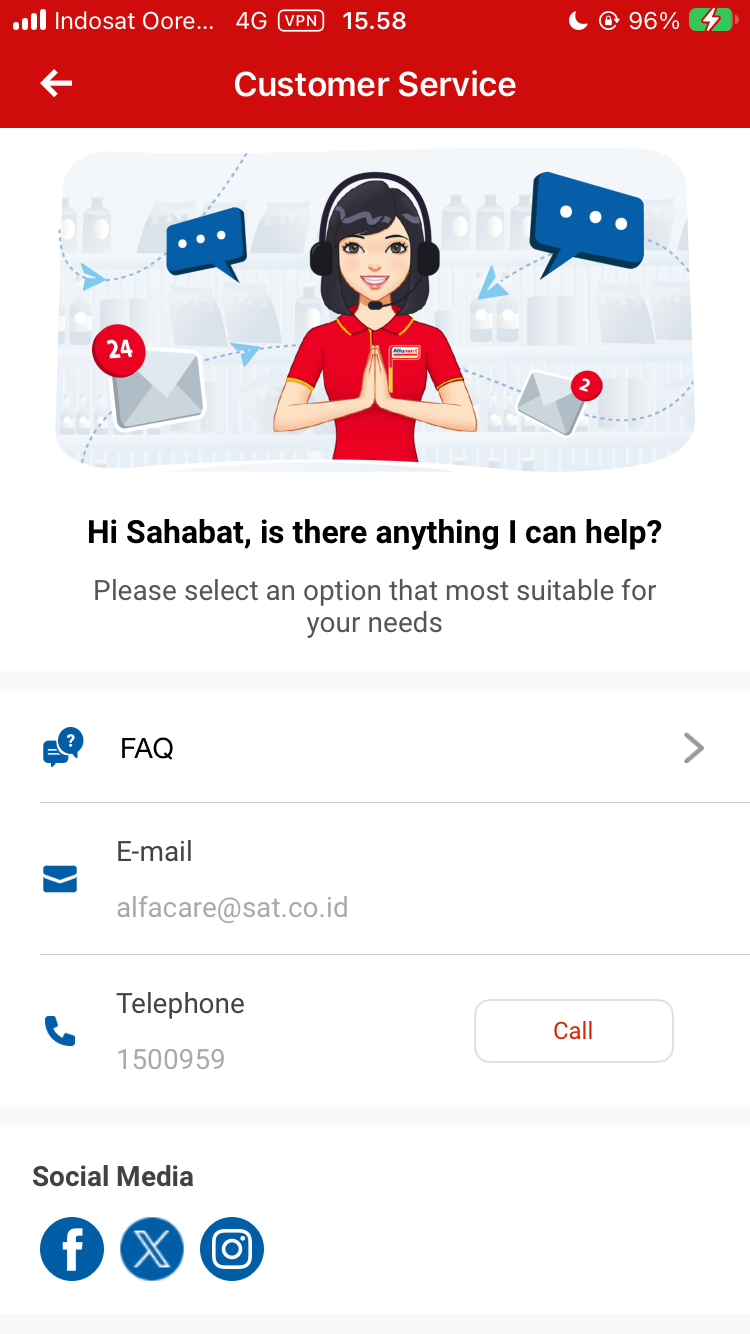 Indosat Oore... 4G VPN 15.58 96%
Customer Service
24
Alfamart
2
Hi Sahabat, is there anything I can help?
Please select an option that most suitable for
your needs
?
FAQ
E-mail
alfacare@sat.co.id
Telephone
1500959
Call
Social Media